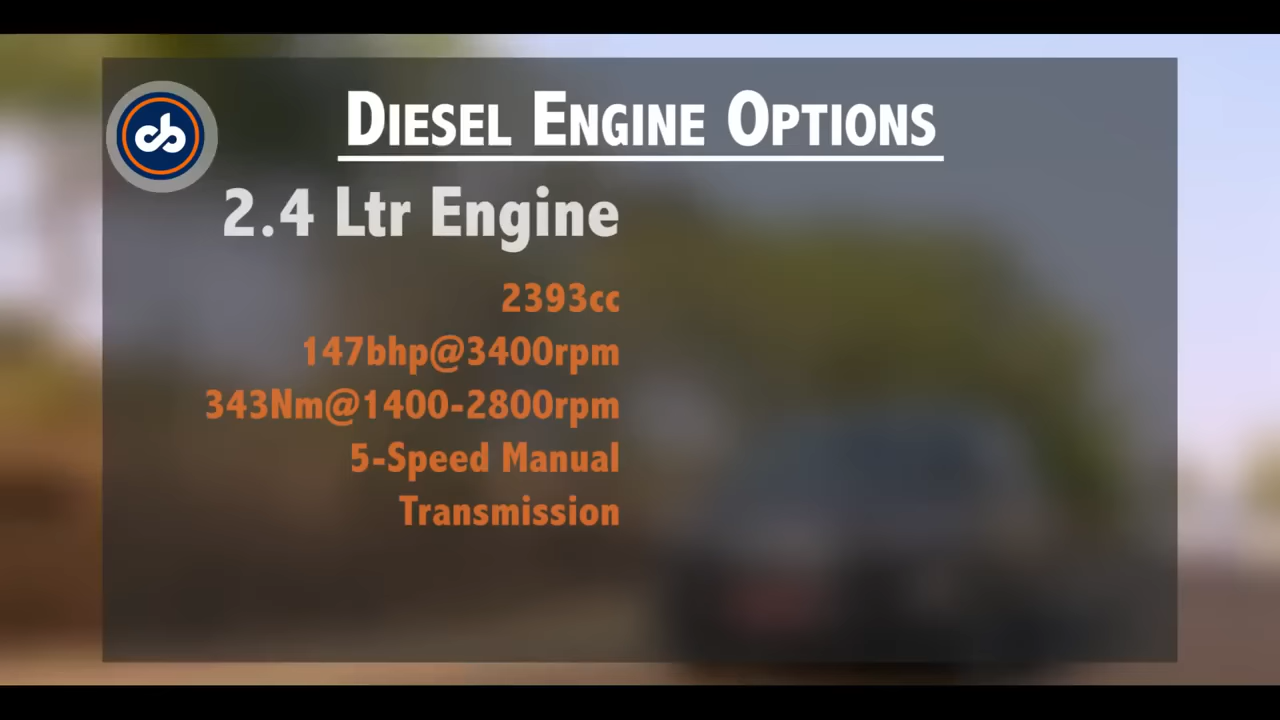 DIESEL ENGINE OPTIONS
2.4 Ltr Engine
2393cc
147bhp@3400rpm
343Nm@1400-2800rpm
5-Speed Manual
Transmission